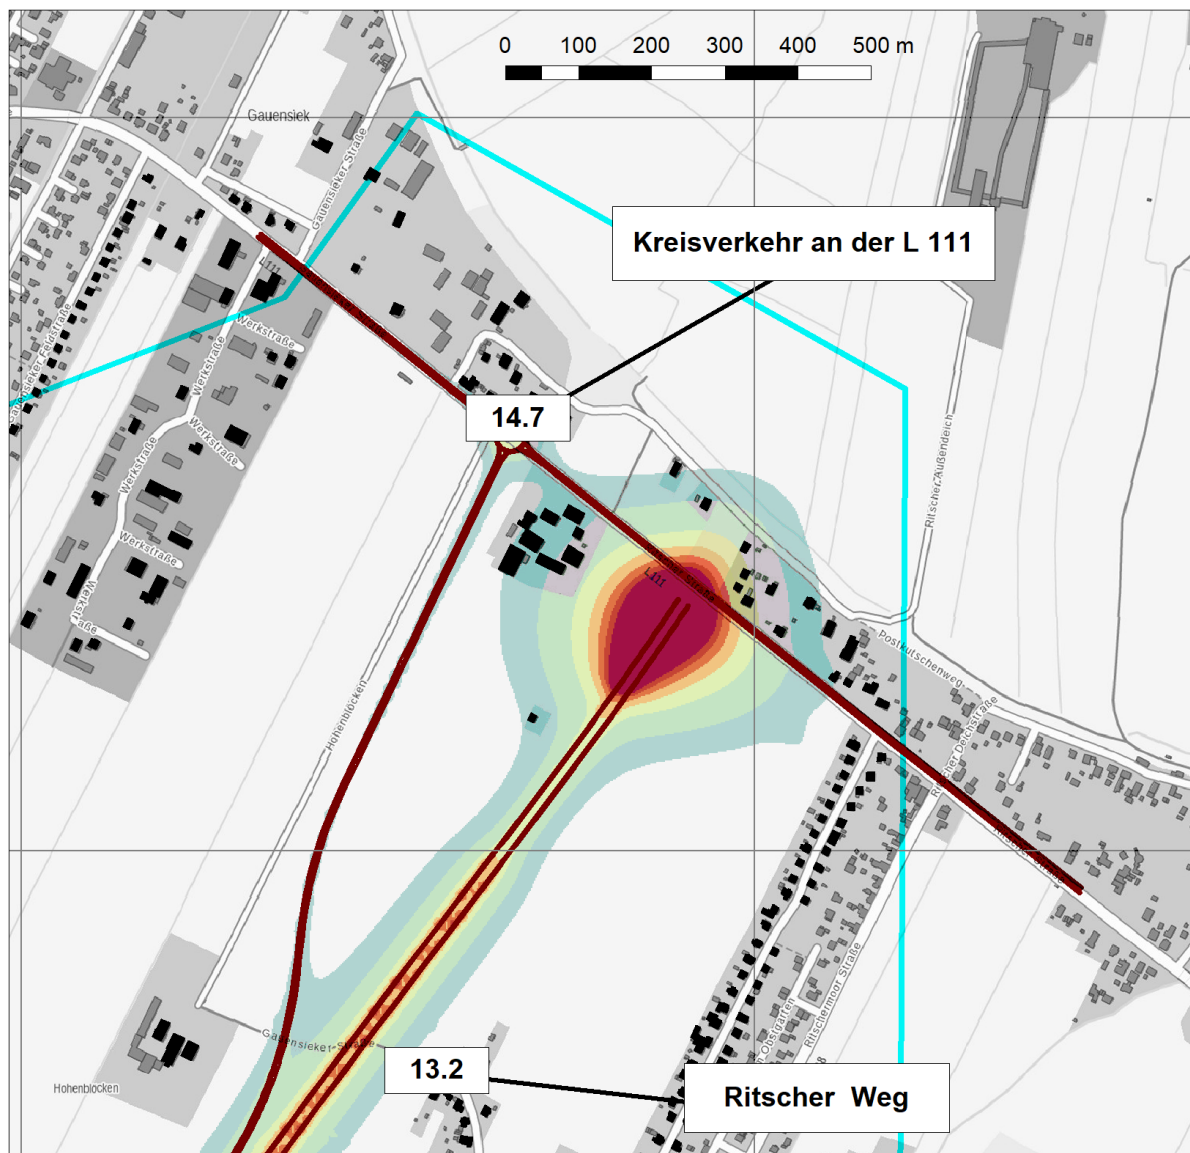 0 100 200 300 400 500 m
Gauensiek
Gauensieker Straße
Kreisverkehr an der L 111
L111
Werkstraße
Werkstraße
Gauensieker Feldstraße
Werkstraße
14.7
Werkstraße
Ritscher Außendeich
Werkstraße
L111
Werkstraße
Postkutschenweg
Hohenblöcken
Ritscher Deichstraße
Ritschermoor Straße
Gauensieker Straße
13.2
Hohenblöcken
Ritscher Weg